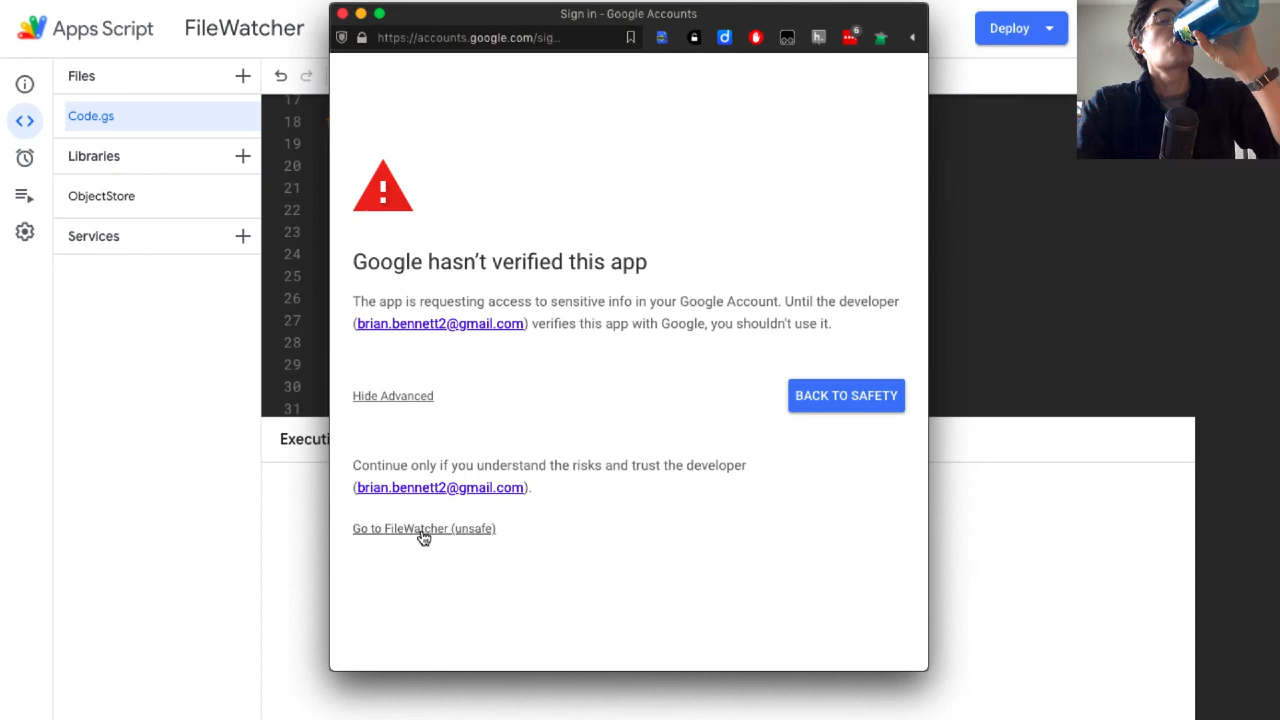 Apps Script
FileWatcher
Deploy
Sign in - Google Accounts
https://accounts.google.com/sig...
6
Files
Code.gs
Libraries
ObjectStore
Services
17
18
19
20
21
22
23
24
25
26
27
28
29
30
31
Executi
Google hasn't verified this app
The app is requesting access to sensitive info in your Google Account. Until the developer
(brian.bennett2@gmail.com) verifies this app with Google, you shouldn't use it.
Hide Advanced
BACK TO SAFETY
Continue only if you understand the risks and trust the developer
(brian.bennett2@gmail.com).
Go to FileWatcher (unsafe)